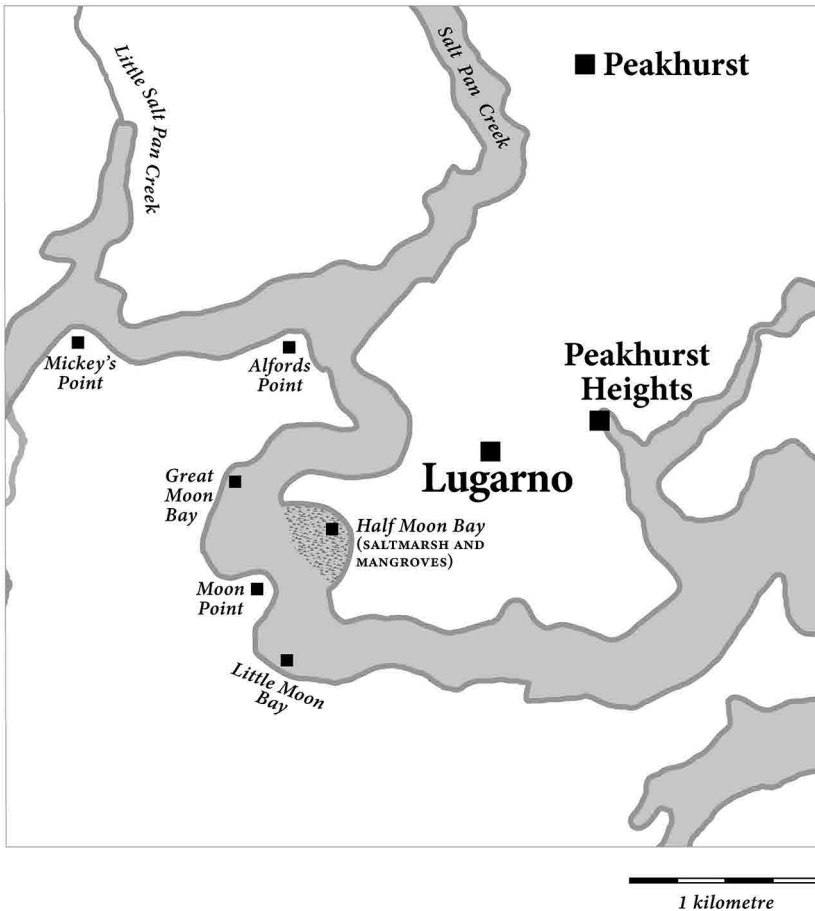 Little Salt Pan Creek
Salt Pan Creek
Peakhurst
Mickey's
Point
Alfords
Point
Peakhurst
Heights
Lugarno
Great
Moon
Bay
Half Moon Bay
(SALTMARSH AND
MANGROVES)
Moon
Point
Little Moon
Bay
1 kilometre